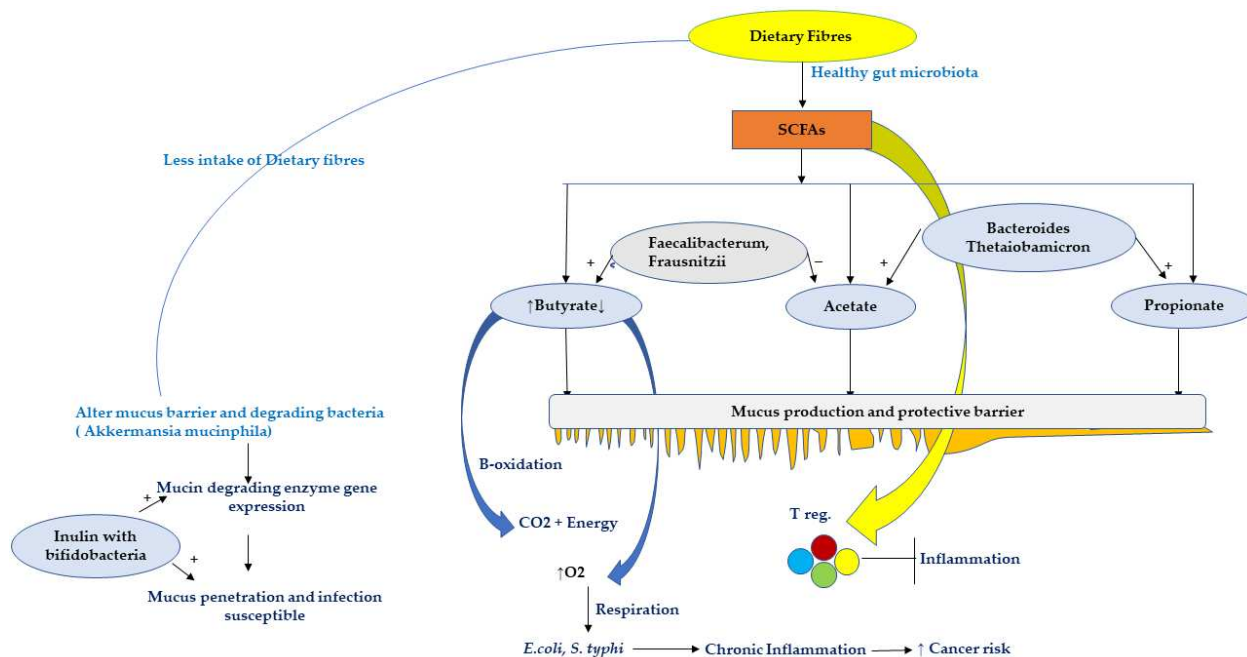 Dietary Fibres
Healthy gut microbiota
SCFAs
Less intake of Dietary fibres
Faecalibacterum,
Frausnitzii
Bacteroides
Thetaiobamicron
+
–
+
+
↑Butyrate↓
Acetate
Propionate
Alter mucus barrier and degrading bacteria
( Akkermansia mucinphila)
Mucus production and protective barrier
B-oxidation
+
Mucin degrading enzyme gene
expression
Inulin with
bifidobacteria
+
CO2 + Energy
T reg.
Inflammation
↑O2
Mucus penetration and infection
susceptible
Respiration
E.coli, S. typhi
Chronic Inflammation
↑ Cancer risk